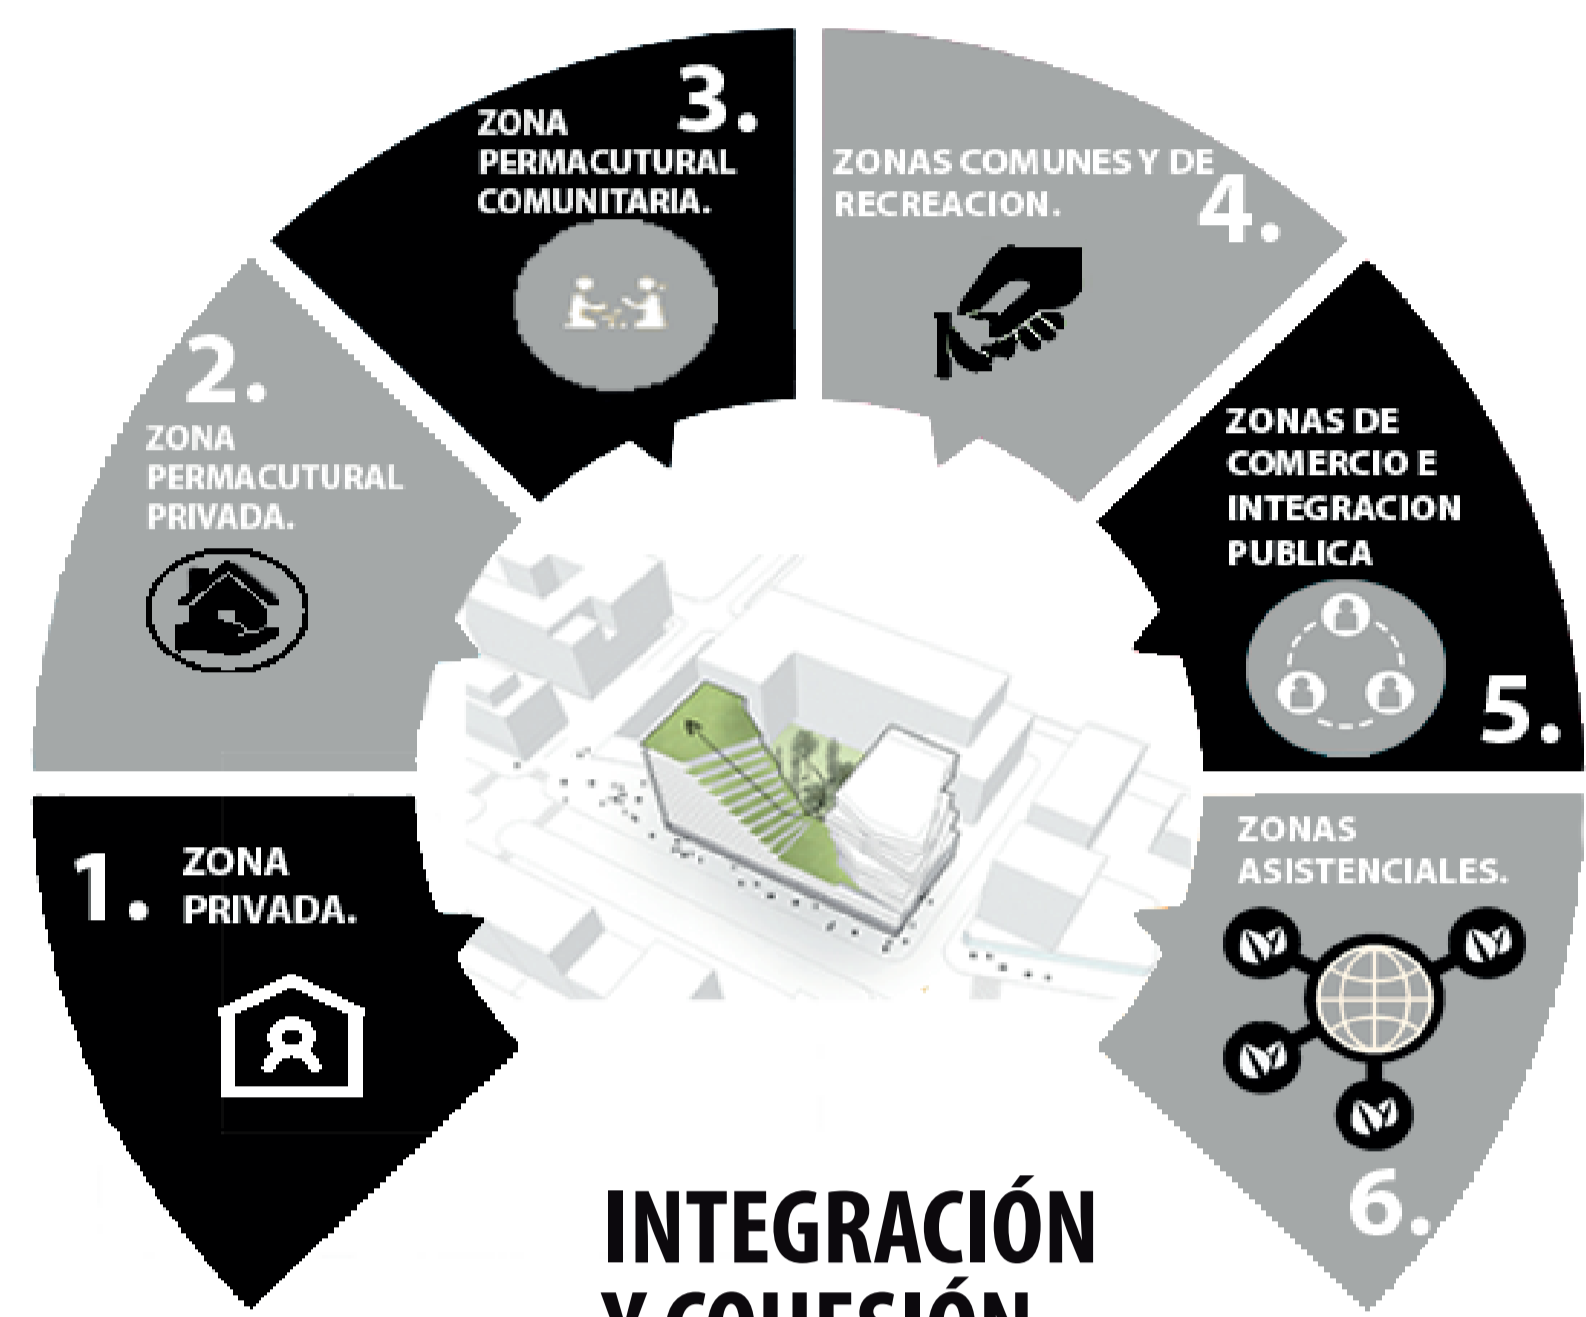 1.
ZONA
PRIVADA.
2.
ZONA
PERMACUTURAL
PRIVADA.
3.
ZONA
PERMACUTURAL
COMUNITARIA.
ZONAS COMUNES Y DE
RECREACION.
4.
ZONAS DE
COMERCIO E
INTEGRACION
PUBLICA
5.
ZONAS
ASISTENCIALES.
6.
INTEGRACIÓN
Y COHESIÓN